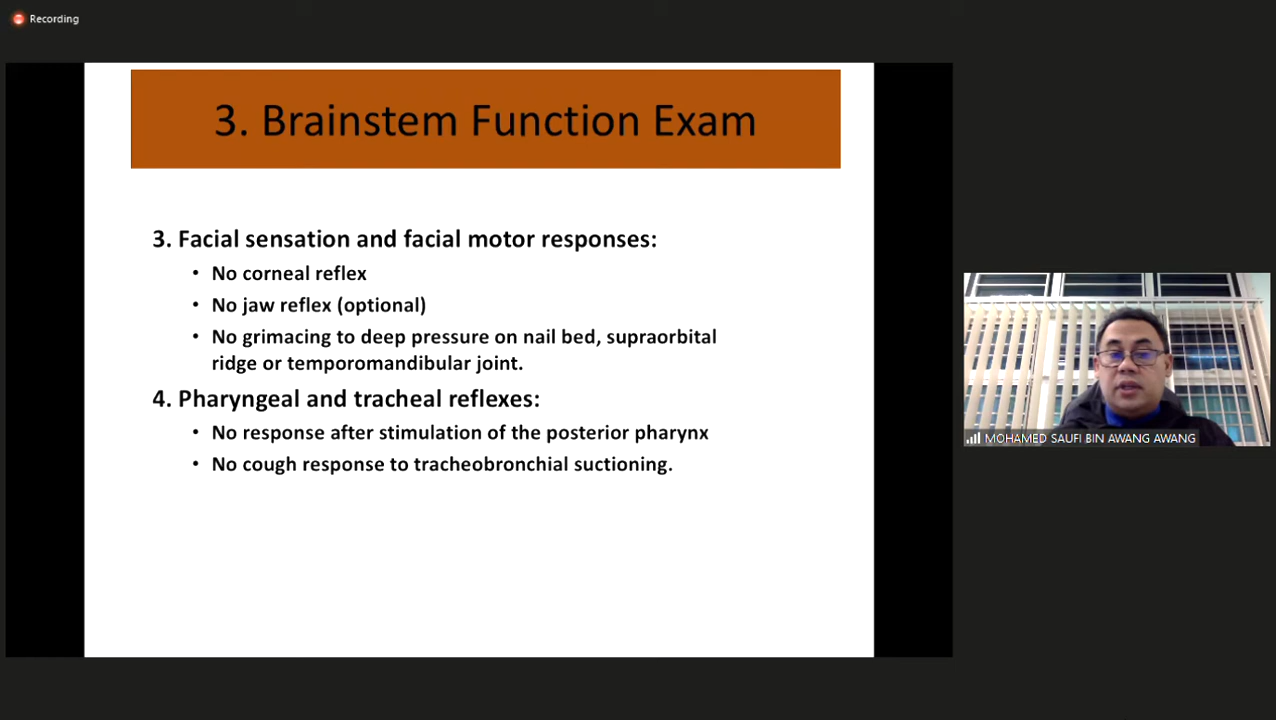 Recording
3. Brainstem Function Exam
3. Facial sensation and facial motor responses:
• No corneal reflex
• No jaw reflex (optional)
• No grimacing to deep pressure on nail bed, supraorbital
ridge or temporomandibular joint.
4. Pharyngeal and tracheal reflexes:
• No response after stimulation of the posterior pharynx
• No cough response to tracheobronchial suctioning.
MOHAMED SAUFI BIN AWANG AWANG